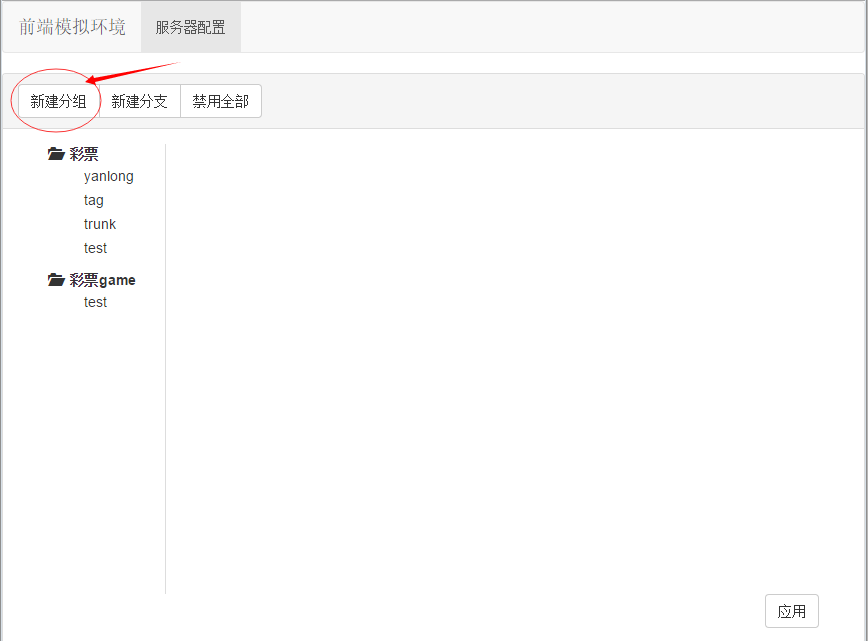 前端模拟环境 服务器配置
新建分组 新建分支 禁用全部
彩票
yanlong
tag
trunk
test
彩票game
test
应用